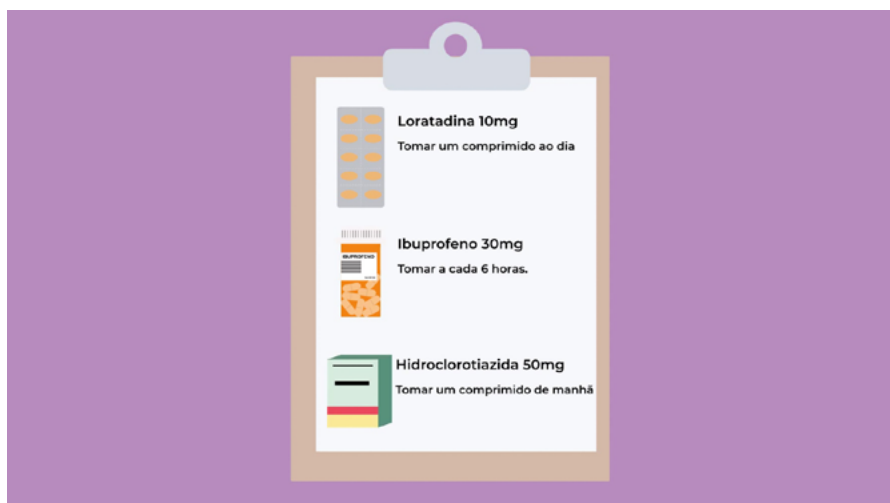 Loratadina 10mg
Tomar um comprimido ao dia
IBUPROFENO
Ibuprofeno 30mg
Tomar a cada 6 horas.
Hidroclorotiazida 50mg
Tomar um comprimido de manhã